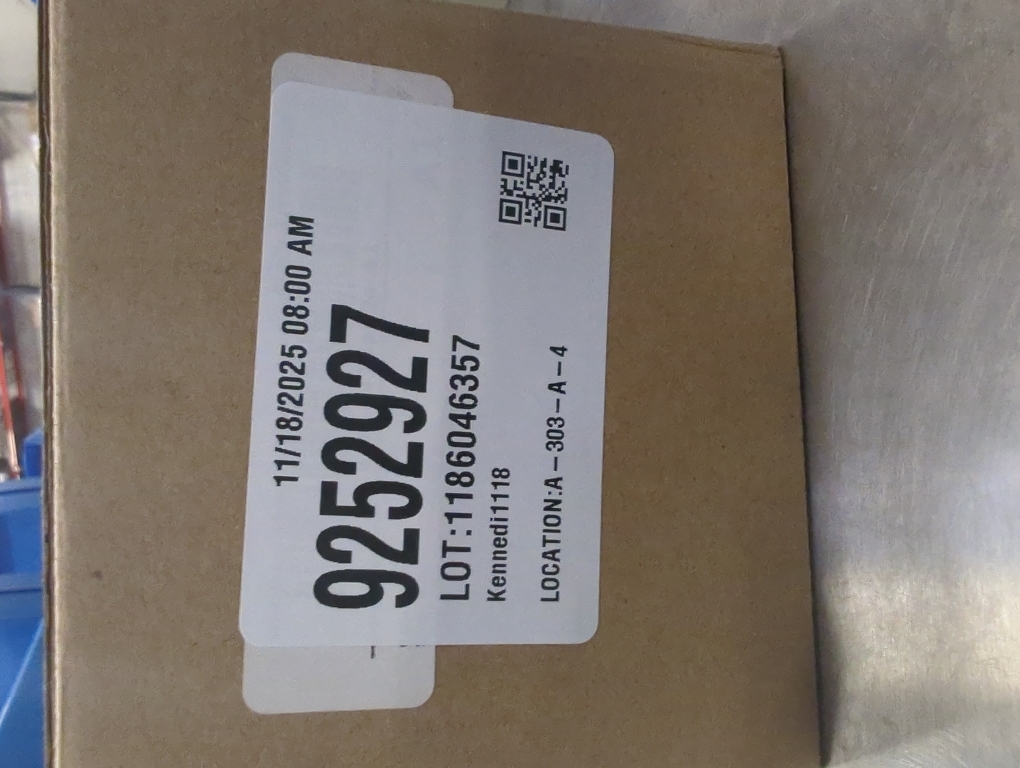 11/18/2025 08:00 AM
9252927
LOT:1186046357
Kennedi1118
LOCATION:A-303-A-4